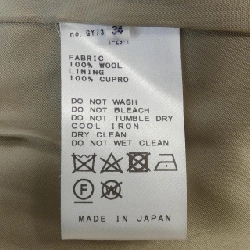 FABRIC
100% WOOL
LINING
100% CUPRO
DO NOT WASH
DO NOT BLEACH
DO NOT TUMBLE DRY
COOL IRON
DRY CLEAN
DO NOT WET CLEAN
F W
MADE IN JAPAN